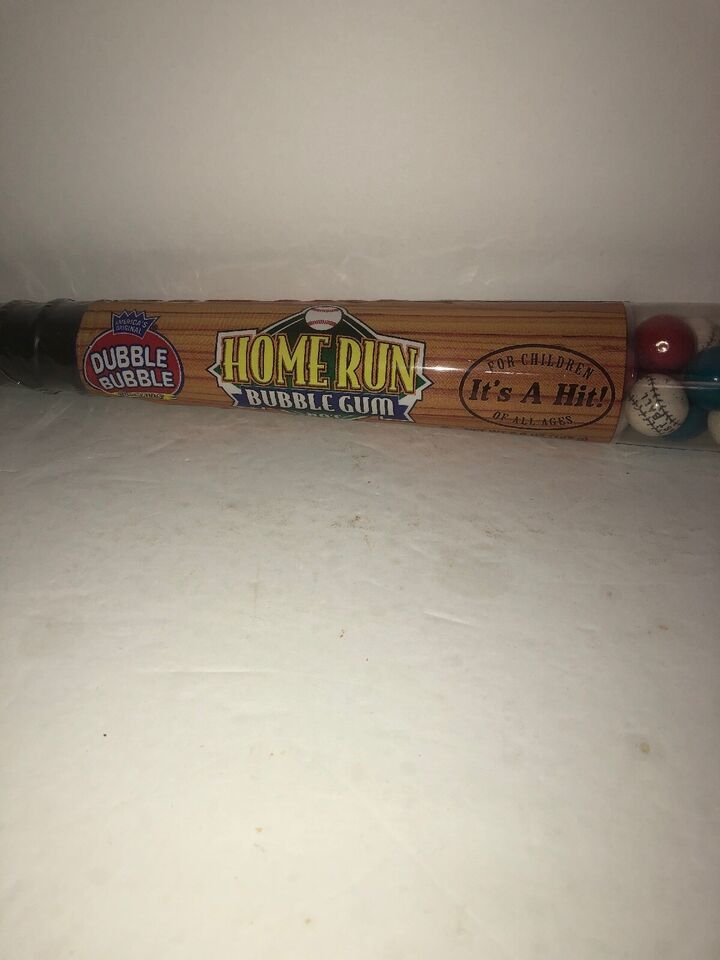 AMERICA'S
ORIGINAL
DUBBLE
BUBBLE
HOME RUN
BUBBLE GUM
FOR CHILDREN
It's A Hit!
OF ALL AGES